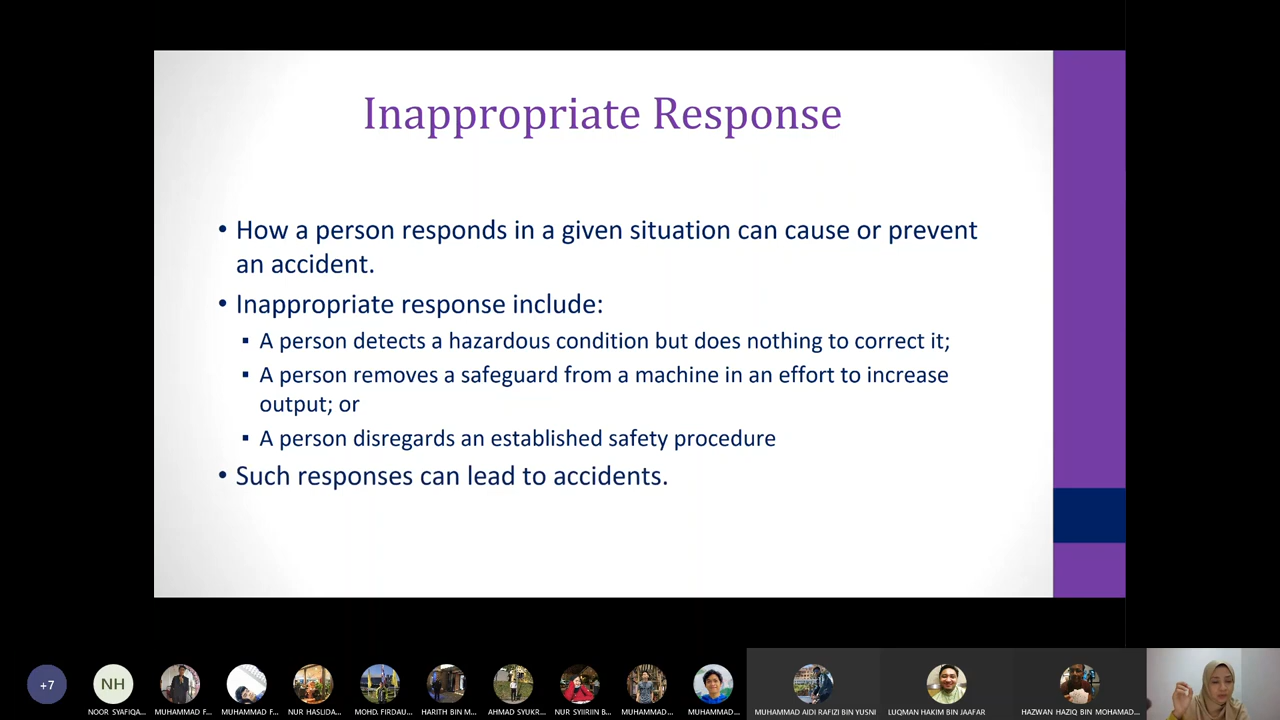 Inappropriate Response
• How a person responds in a given situation can cause or prevent
an accident.
• Inappropriate response include:
▪ A person detects a hazardous condition but does nothing to correct it;
▪ A person removes a safeguard from a machine in an effort to increase
output; or
▪ A person disregards an established safety procedure
• Such responses can lead to accidents.
+7
NH
NOOR SYAFIQA...
MUHAMMAD F...
MUHAMMAD F...
NUR HASLIDA...
MOHD. FIRDAU...
HARITH BIN M...
AHMAD SYUKR...
NUR SYIRIIN B...
MUHAMMAD...
MUHAMMAD...
MUHAMMAD AIDI RAFIZI BIN YUSNI
LUQMAN HAKIM BIN JAAFAR
HAZWAN HAZIQ BIN MOHAMAD...